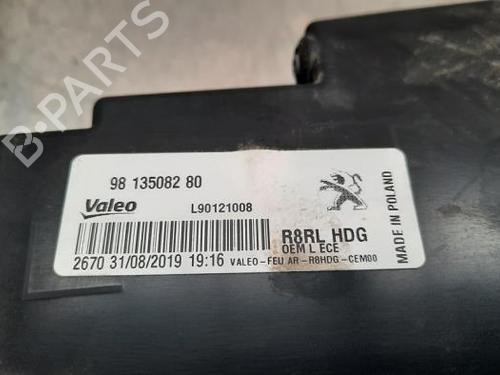 98 135082 80
Valeo
L90121008
R8RL HDG
OEM L ECE
2670 31/08/2019 19:16 VALEO-FEU AR-R8HDG-CEM00
MADE IN POLAND
B-PARTS